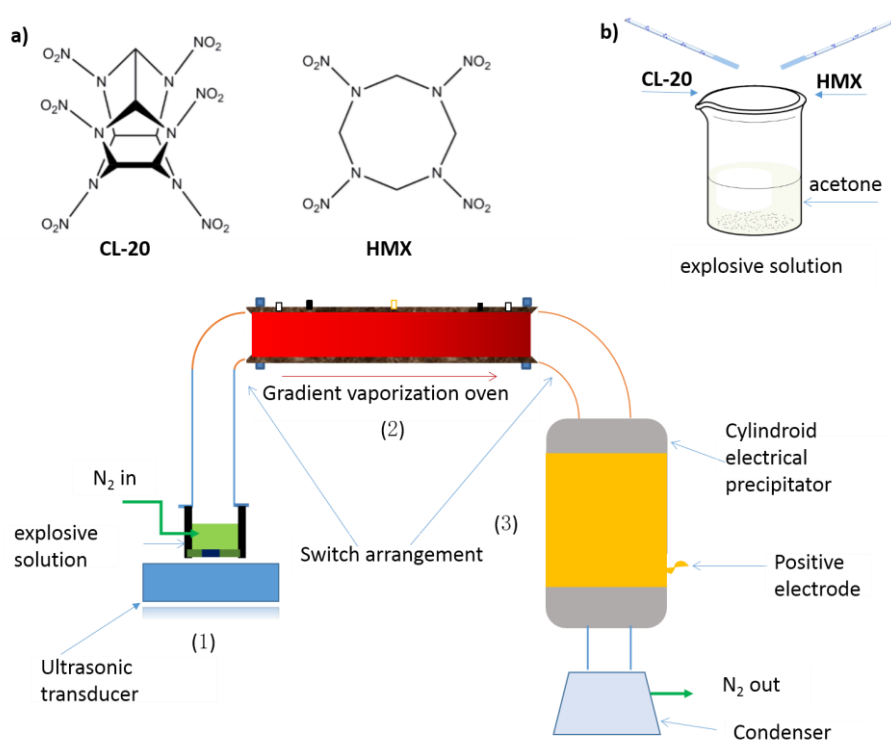 a)
O₂N
NO₂
N
N
O₂N
NO₂
N
N
N
N
NO₂
NO₂
CL-20
O₂N
NO₂
N
N
N
N
O₂N
NO₂
HMX
b)
CL-20
HMX
acetone
explosive solution
Gradient vaporization oven
(2)
N₂ in
explosive
solution
(1)
Ultrasonic
transducer
Switch arrangement
(3)
Cylindroid
electrical
precipitator
Positive
electrode
N₂ out
Condenser